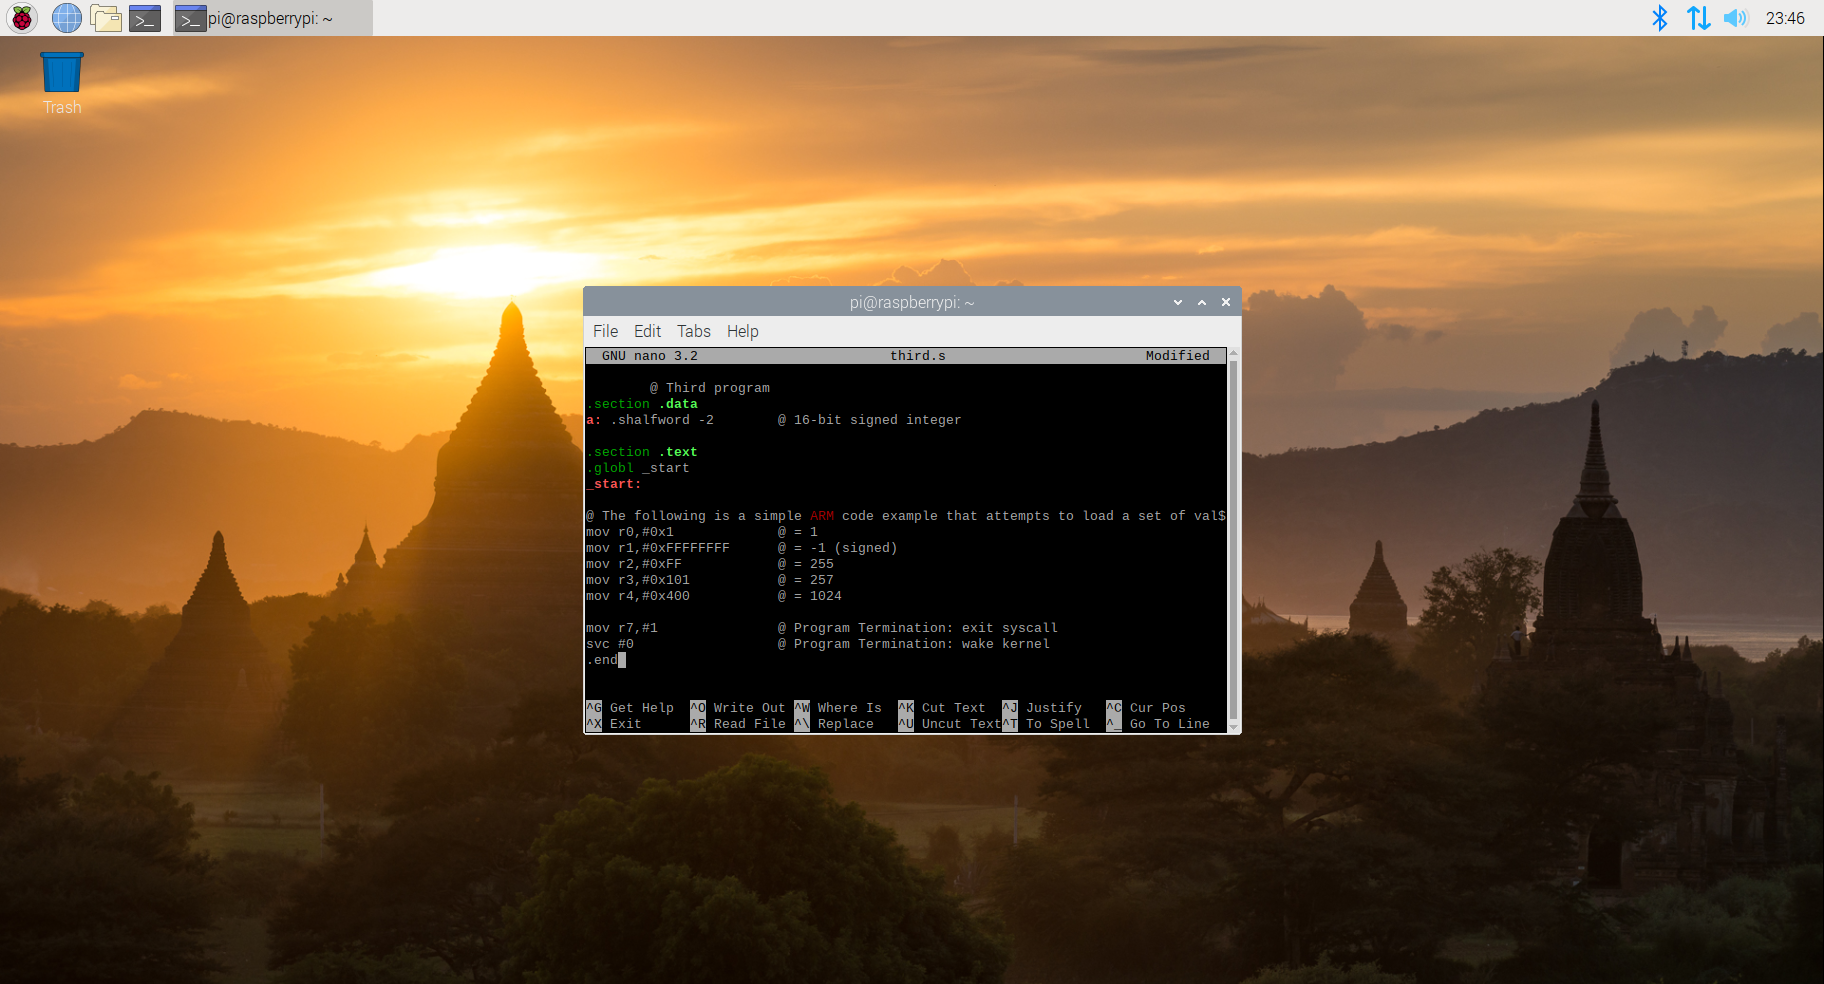 pi@raspberrypi: ~
23:46
Trash
pi@raspberrypi: ~
File Edit Tabs Help
GNU nano 3.2 third.s Modified
@ Third program
.section .data
a: .shalfword -2 @ 16-bit signed integer
.section .text
.globl _start
_start:
@ The following is a simple ARM code example that attempts to load a set of val$
mov r0,#0x1 @ = 1
mov r1,#0xFFFFFFFF @ = -1 (signed)
mov r2,#0xFF @ = 255
mov r3,#0x101 @ = 257
mov r4,#0x400 @ = 1024
mov r7,#1 @ Program Termination: exit syscall
svc #0 @ Program Termination: wake kernel
.end
^G Get Help ^O Write Out ^W Where Is ^K Cut Text ^J Justify ^C Cur Pos
^X Exit ^R Read File ^\ Replace ^U Uncut Text ^T To Spell ^_ Go To Line